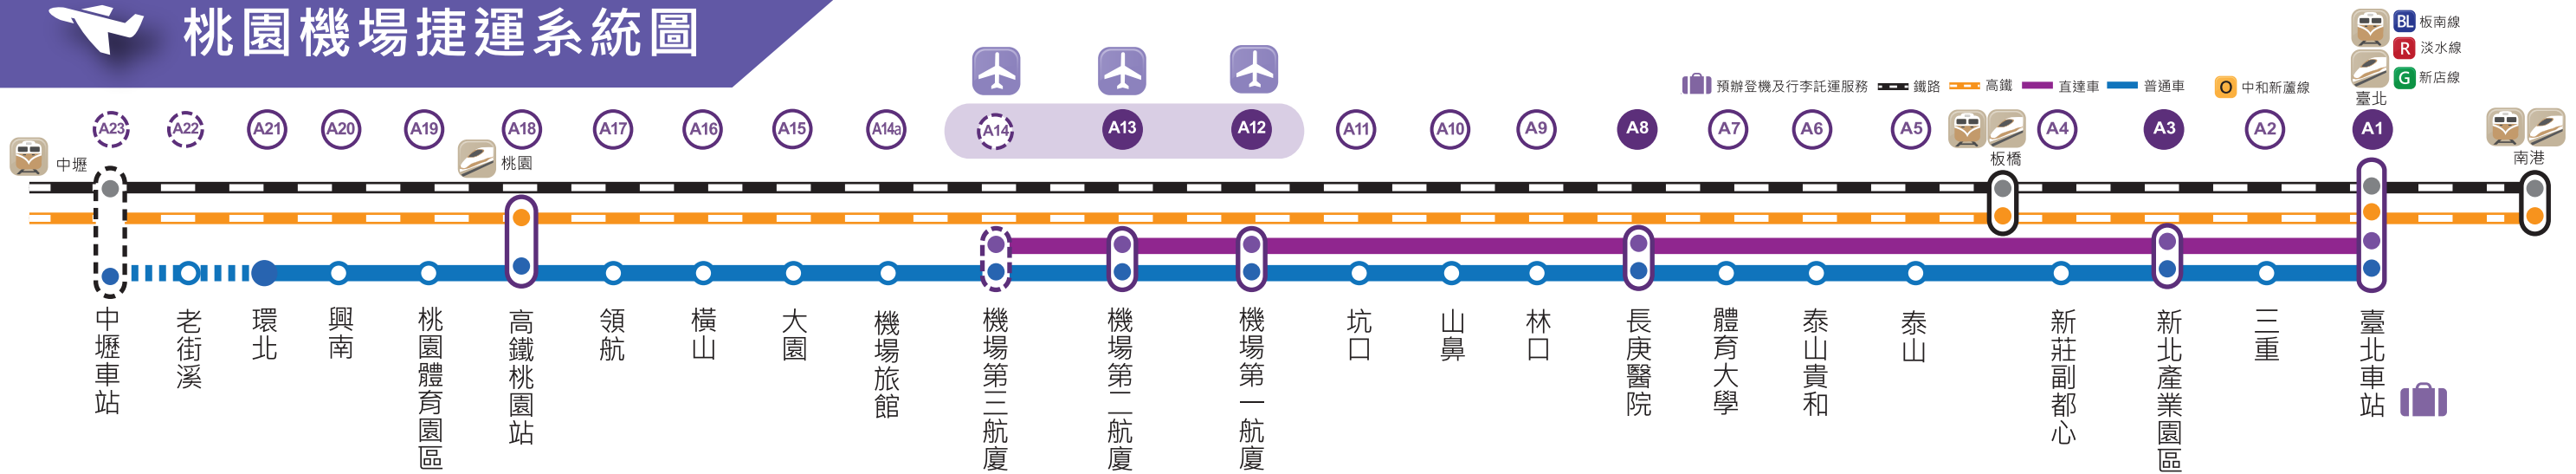 桃園機場捷運系統圖
BL 板南線
R 淡水線
G 新店線
臺北
預辦登機及行李託運服務 鐵路 高鐵 直達車 普通車 O 中和新蘆線
A23 A22 A21 A20 A19 A18 A17 A16 A15 A14a A14 A13 A12 A11 A10 A9 A8 A7 A6 A5 A4 A3 A2 A1
中壢
桃園
板橋
南港
中壢車站
老街溪
環北
興南
桃園體育園區
高鐵桃園站
領航
橫山
大園
機場旅館
機場第三航廈
機場第二航廈
機場第一航廈
坑口
山鼻
林口
長庚醫院
體育大學
泰山貴和
泰山
新莊副都心
新北產業園區
三重
臺北車站